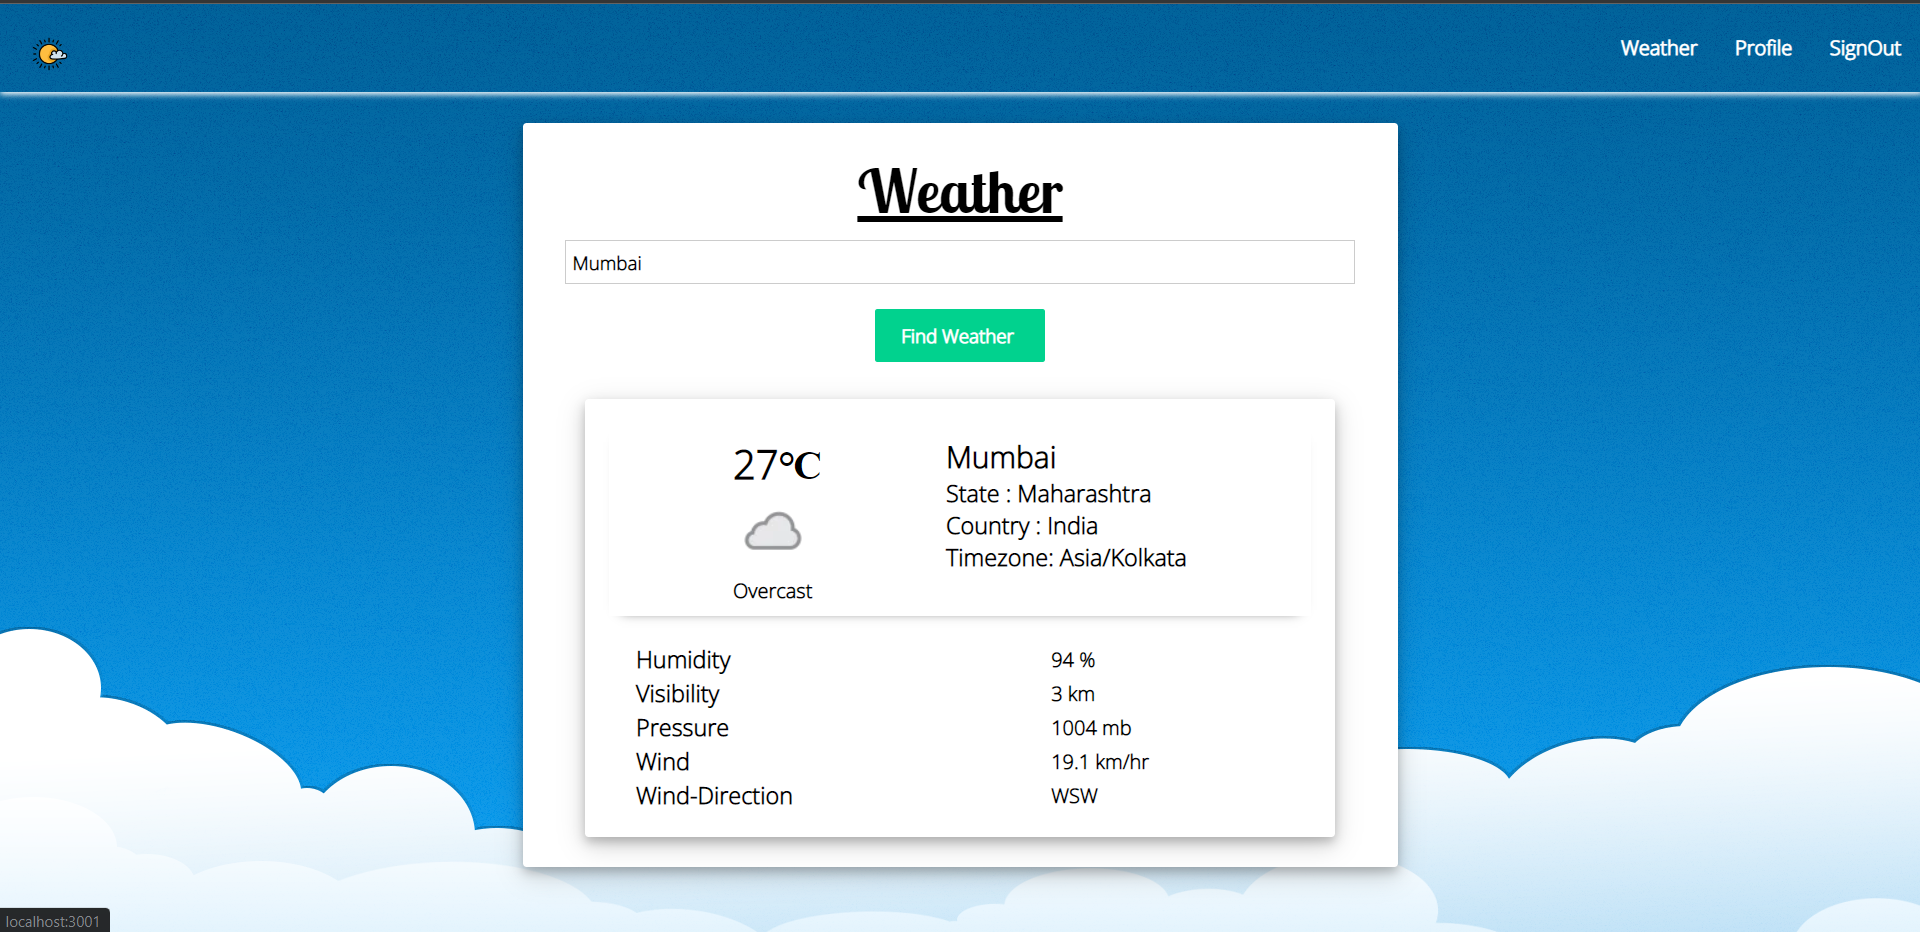 Weather Profile SignOut
Weather
Mumbai
Find Weather
27°C
Overcast
Mumbai
State : Maharashtra
Country : India
Timezone: Asia/Kolkata
Humidity 94 %
Visibility 3 km
Pressure 1004 mb
Wind 19.1 km/hr
Wind-Direction WSW
localhost:3001